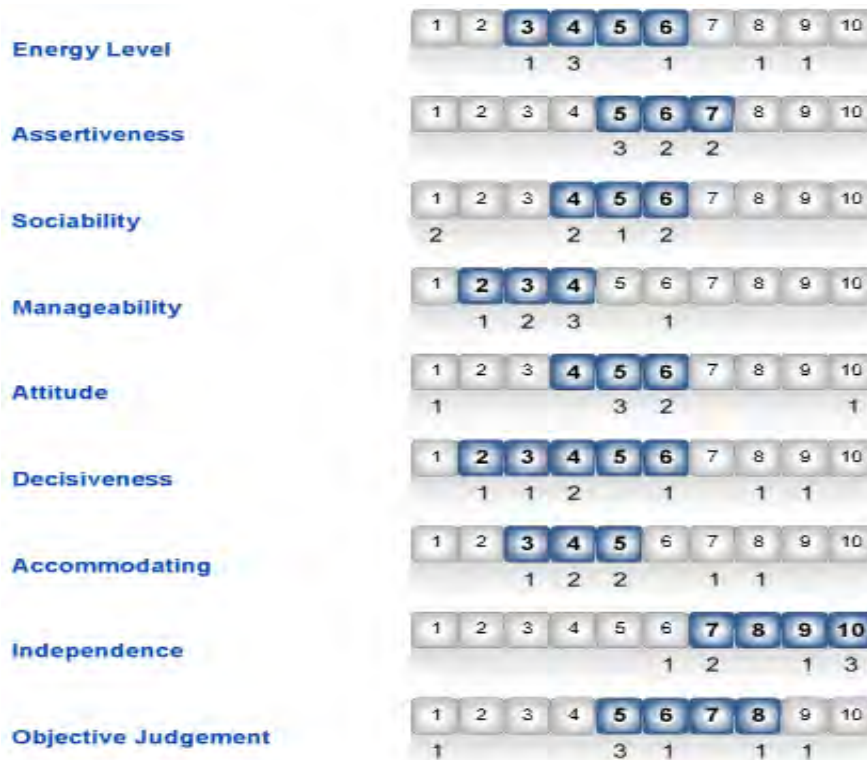 1 2 3 4 5 6 7 8 9 10
Energy Level
1 3 1 1 1
1 2 3 4 5 6 7 8 9 10
Assertiveness
3 2 2
1 2 3 4 5 6 7 8 9 10
Sociability
2 2 1 2
1 2 3 4 5 6 7 8 9 10
Manageability
1 2 3 1
1 2 3 4 5 6 7 8 9 10
Attitude
1 3 2 1
1 2 3 4 5 6 7 8 9 10
Decisiveness
1 1 2 1 1 1
1 2 3 4 5 6 7 8 9 10
Accommodating
1 2 2 1 1
1 2 3 4 5 6 7 8 9 10
Independence
1 2 1 3
1 2 3 4 5 6 7 8 9 10
Objective Judgement
1 3 1 1 1